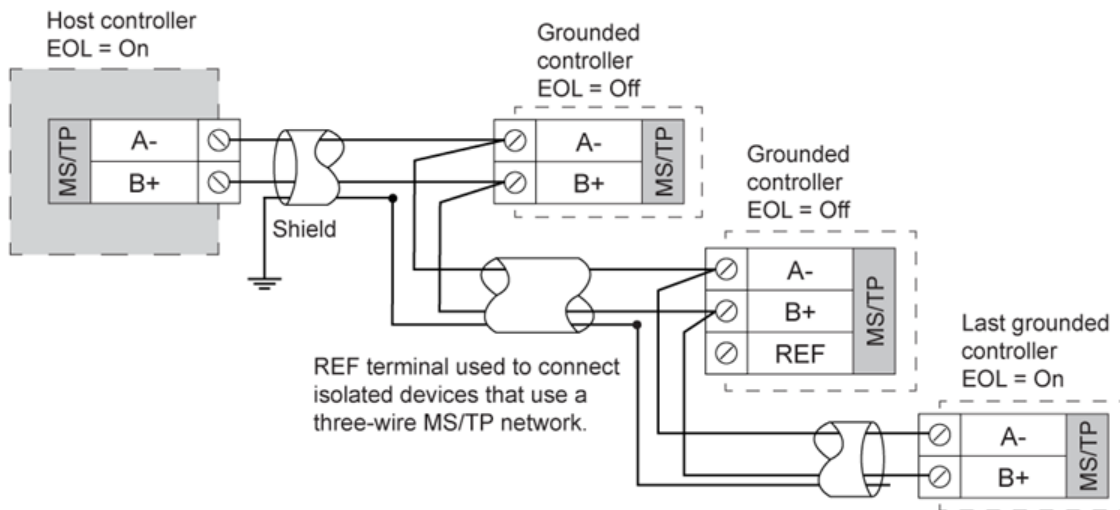 Host controller
EOL = On
MS/TP
A-
B+
Shield
Grounded
controller
EOL = Off
A-
B+
MS/TP
Grounded
controller
EOL = Off
A-
B+
REF
MS/TP
REF terminal used to connect
isolated devices that use a
three-wire MS/TP network.
Last grounded
controller
EOL = On
A-
B+
MS/TP